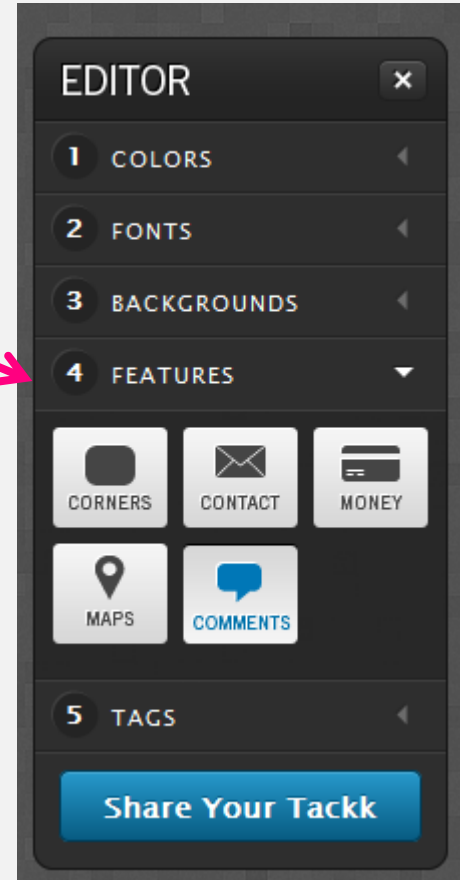 EDITOR ×
1 COLORS
2 FONTS
3 BACKGROUNDS
4 FEATURES
CORNERS CONTACT MONEY
MAPS COMMENTS
5 TAGS
Share Your Tackk